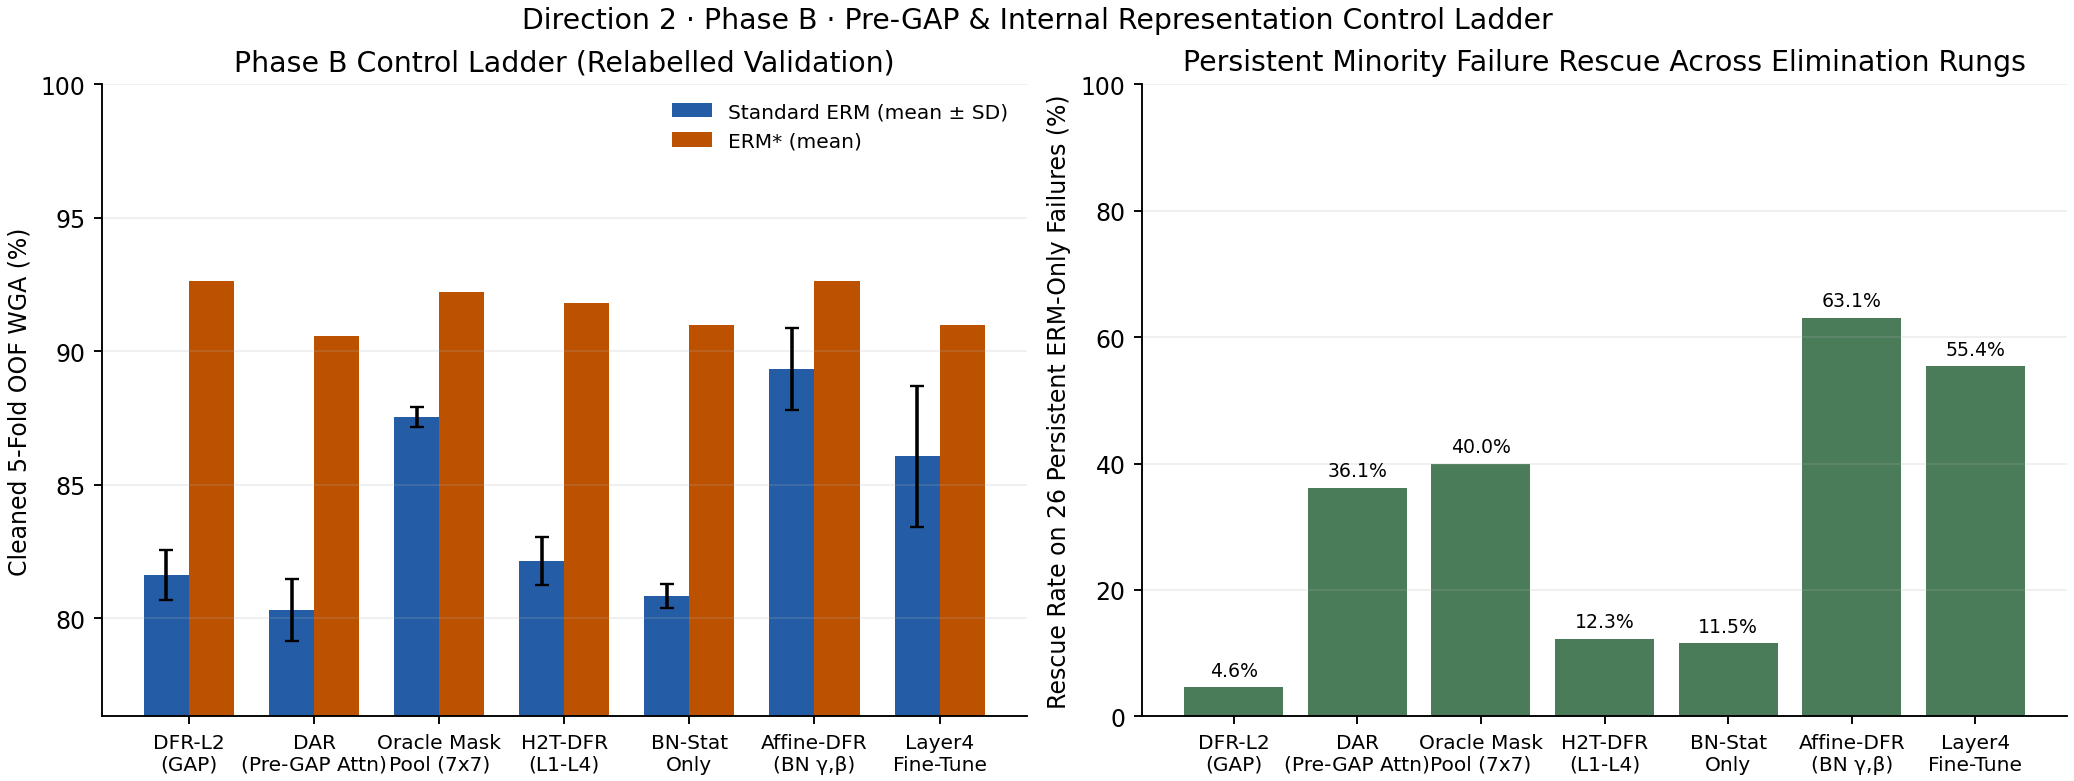 Direction 2 · Phase B · Pre-GAP & Internal Representation Control Ladder
Phase B Control Ladder (Relabelled Validation)
Cleaned 5-Fold OOF WGA (%)
100
95
90
85
80
Standard ERM (mean ± SD)
ERM* (mean)
DFR-L2
(GAP)
DAR
(Pre-GAP Attn)
Oracle Mask
Pool (7x7)
H2T-DFR
(L1-L4)
BN-Stat
Only
Affine-DFR
(BN γ,β)
Layer4
Fine-Tune
Persistent Minority Failure Rescue Across Elimination Rungs
Rescue Rate on 26 Persistent ERM-Only Failures (%)
100
80
60
40
20
0
4.6%
36.1%
40.0%
12.3%
11.5%
63.1%
55.4%
DFR-L2
(GAP)
DAR
(Pre-GAP Attn)
Oracle Mask
Pool (7x7)
H2T-DFR
(L1-L4)
BN-Stat
Only
Affine-DFR
(BN γ,β)
Layer4
Fine-Tune